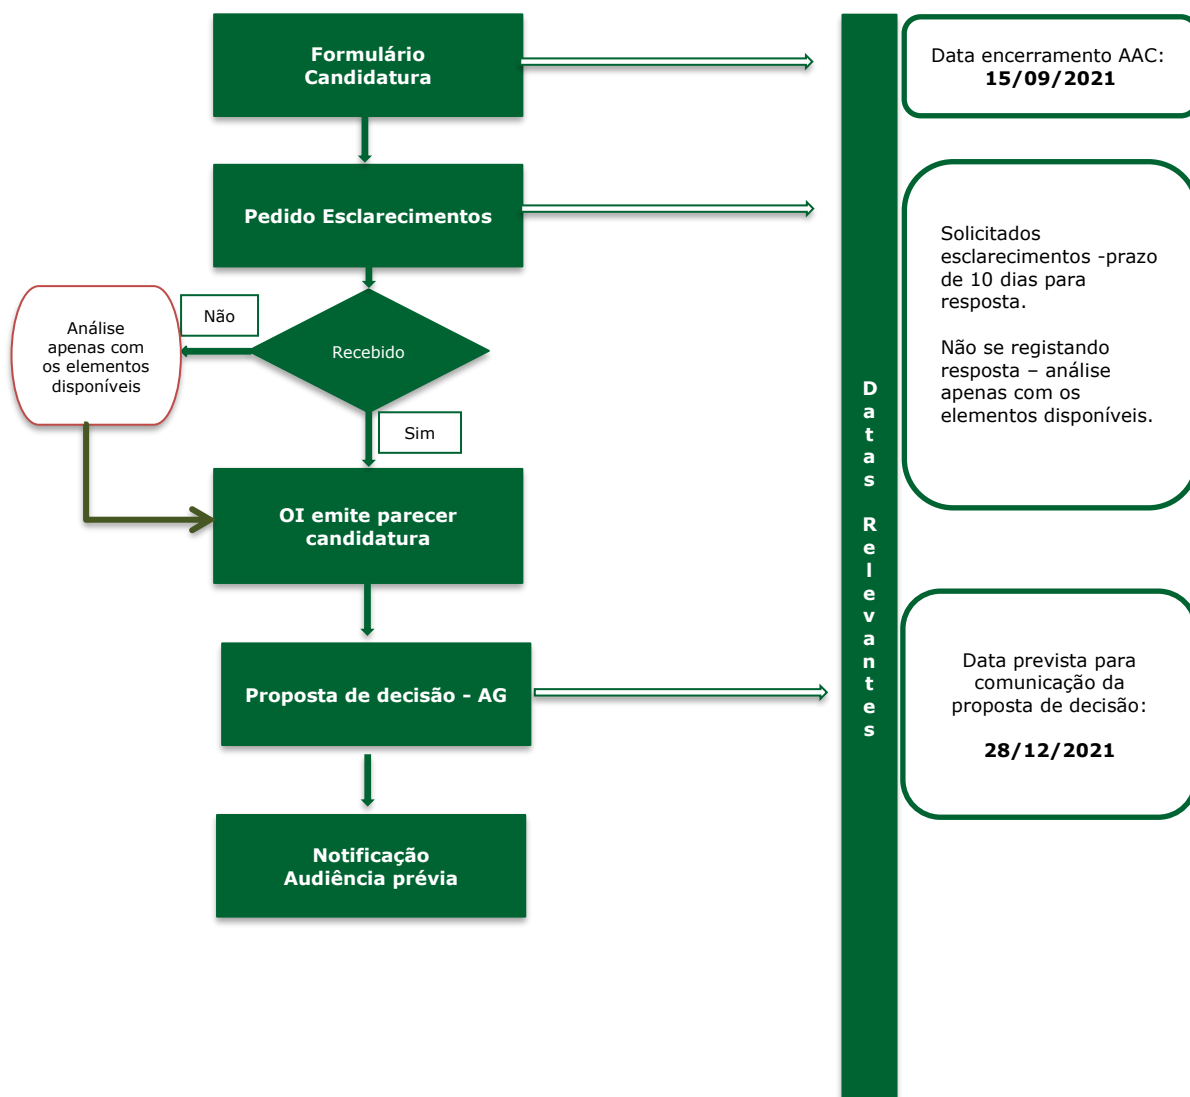 Formulário
Candidatura
Data encerramento AAC:
15/09/2021
Pedido Esclarecimentos
Solicitados
esclarecimentos -prazo
de 10 dias para
resposta.
Não se registando
resposta – análise
apenas com os
elementos disponíveis.
Não
Análise
apenas com
os elementos
disponíveis
Recebido
Sim
OI emite parecer
candidatura
Proposta de decisão - AG
Data prevista para
comunicação da
proposta de decisão:
28/12/2021
Notificação
Audiência prévia
D
a
t
a
s
R
e
l
e
v
a
n
t
e
s